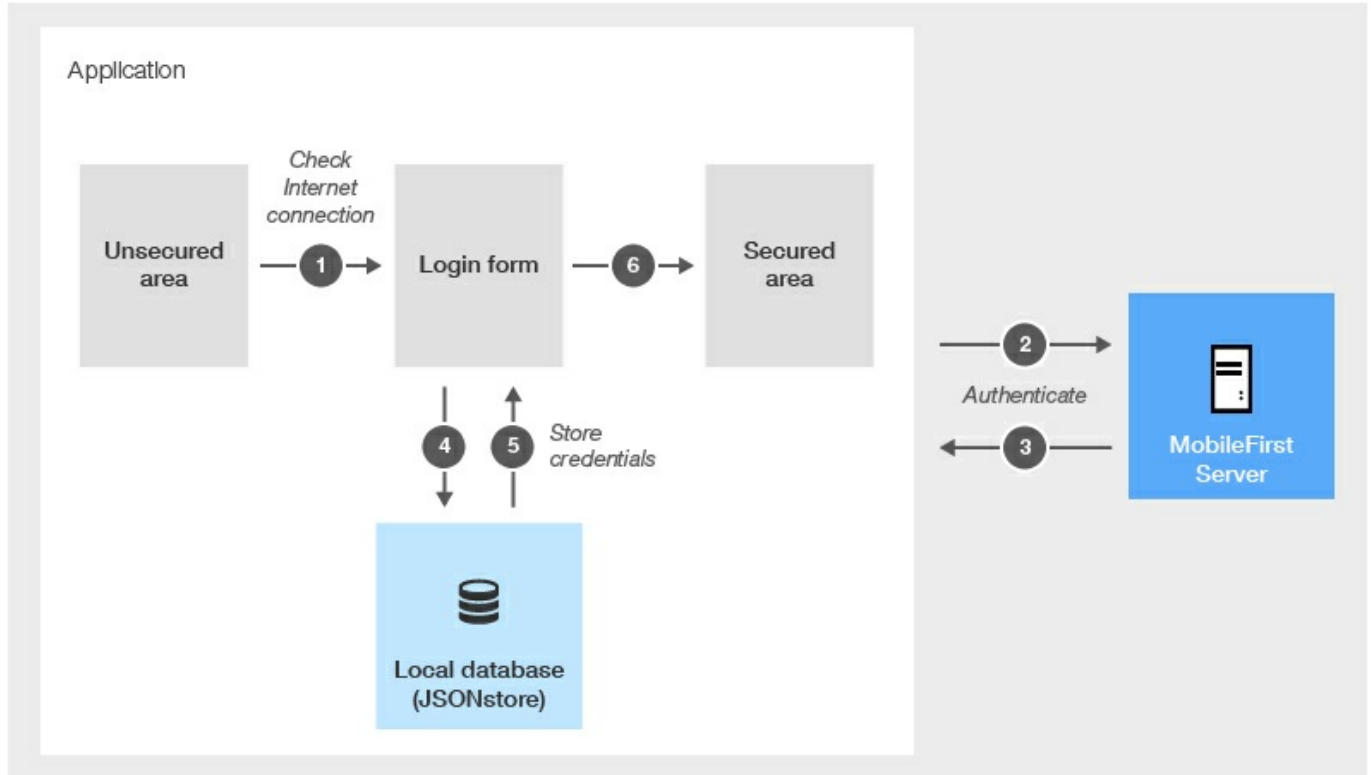 Application
Check
Internet
connection
Unsecured
area
1
Login form
6
Secured
area
2
Authenticate
3
MobileFirst
Server
4
5
Store
credentials
Local database
(JSONstore)